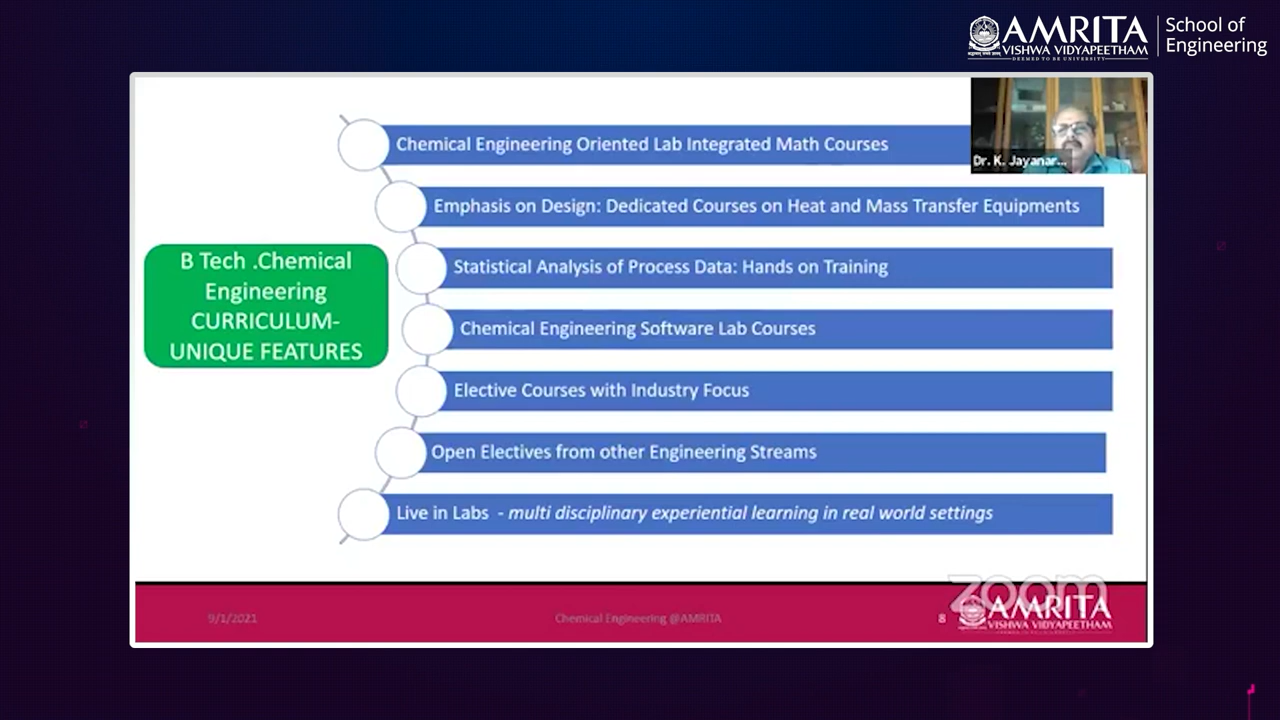 AMRITA
VISHWA VIDYAPEETHAM
DEEMED TO BE UNIVERSITY
School of
Engineering
Dr. K. Jayanar...
Chemical Engineering Oriented Lab Integrated Math Courses
Emphasis on Design: Dedicated Courses on Heat and Mass Transfer Equipments
Statistical Analysis of Process Data: Hands on Training
B Tech .Chemical
Engineering
CURRICULUM-
UNIQUE FEATURES
Chemical Engineering Software Lab Courses
Elective Courses with Industry Focus
Open Electives from other Engineering Streams
Live in Labs - multi disciplinary experiential learning in real world settings
9/1/2021
Chemical Engineering @AMRITA
8
zoom
AMRITA
VISHWA VIDYAPEETHAM